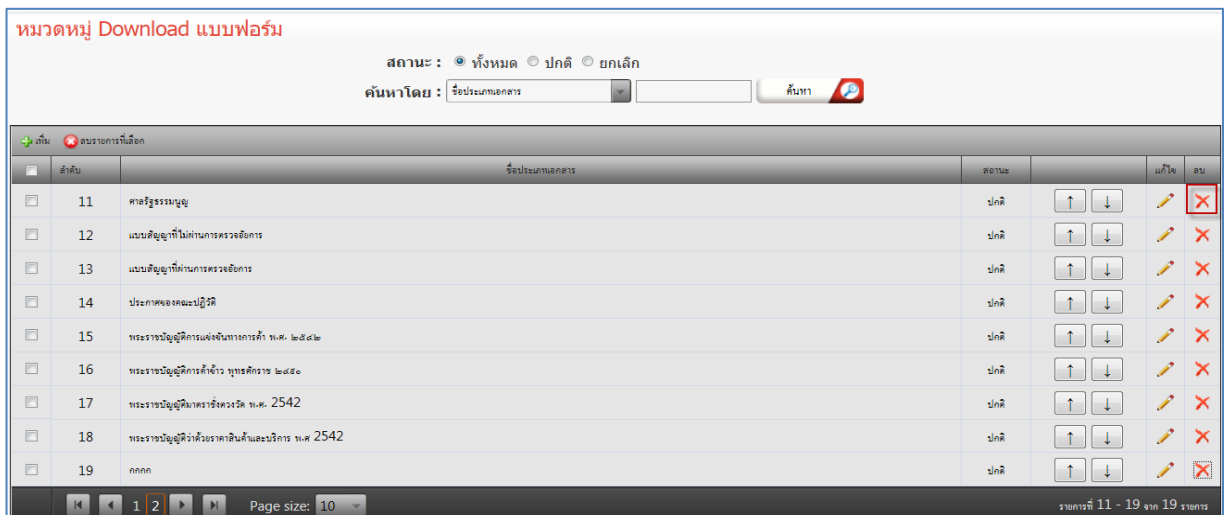 หมวดหมู่ Download แบบฟอร์ม
สถานะ : ทั้งหมด ปกติ ยกเลิก
ค้นหาโดย : ชื่อประเภทเอกสาร ค้นหา
เพิ่ม ลบรายการที่เลือก
ลำดับ ชื่อประเภทเอกสาร สถานะ แก้ไข ลบ
11 ศาลรัฐธรรมนูญ ปกติ ↑ ↓
12 แบบสัญญาที่ไม่ผ่านการตรวจอัยการ ปกติ ↑ ↓
13 แบบสัญญาที่ผ่านการตรวจอัยการ ปกติ ↑ ↓
14 ประกาศของคณะปฏิวัติ ปกติ ↑ ↓
15 พระราชบัญญัติการแข่งขันทางการค้า พ.ศ. ๒๕๔๒ ปกติ ↑ ↓
16 พระราชบัญญัติการค้าข้าว พุทธศักราช ๒๔๘๐ ปกติ ↑ ↓
17 พระราชบัญญัติมาตราชั่งตวงวัด พ.ศ. 2542 ปกติ ↑ ↓
18 พระราชบัญญัติว่าด้วยราคาสินค้าและบริการ พ.ศ 2542 ปกติ ↑ ↓
19 กกกก ปกติ ↑ ↓
1 2 Page size: 10 รายการที่ 11 - 19 จาก 19 รายการ